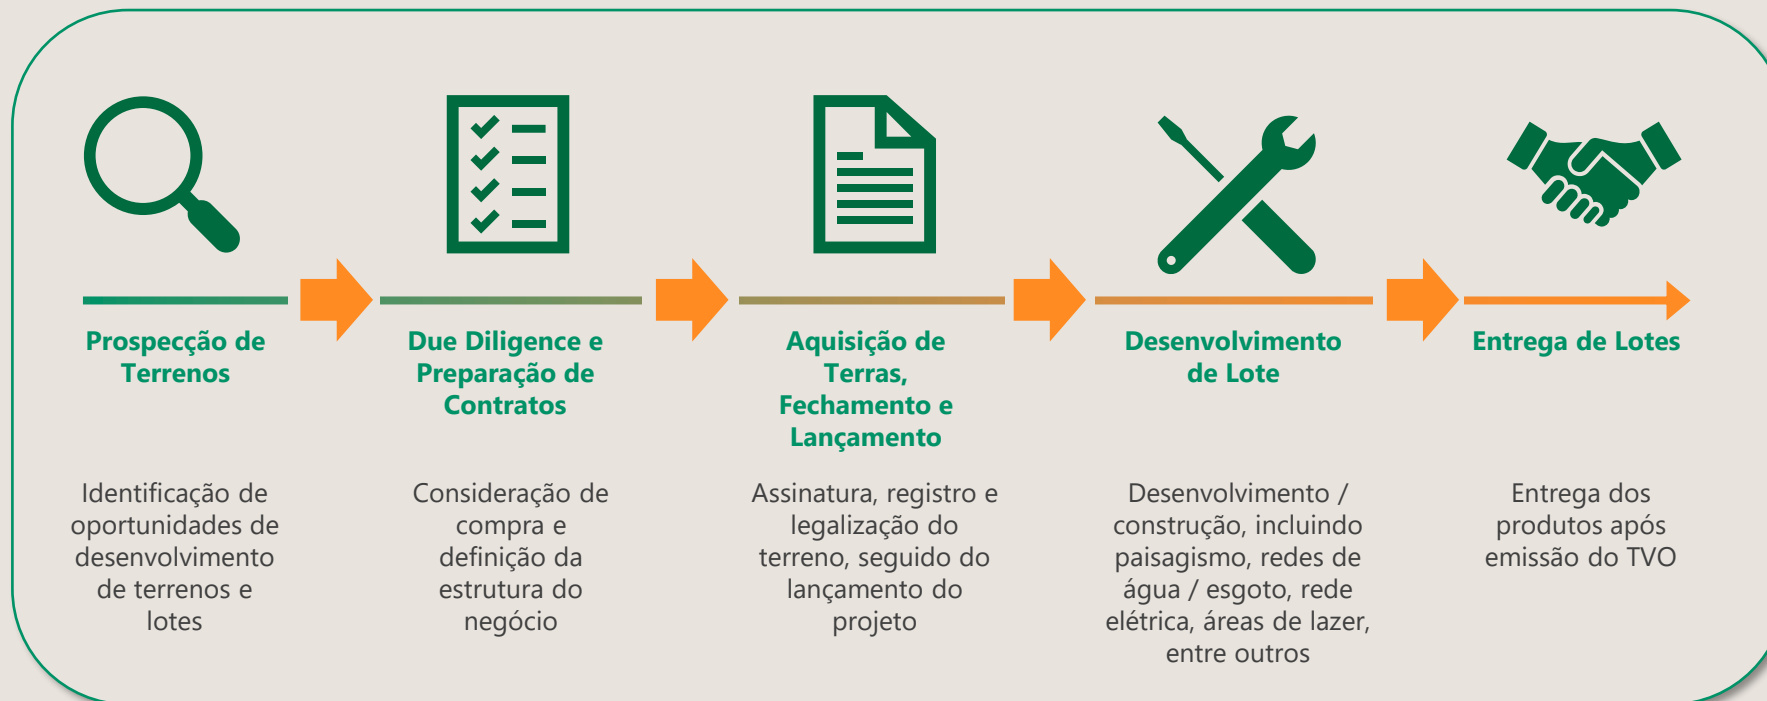 Prospecção de
Terrenos
Due Diligence e
Preparação de
Contratos
Aquisição de
Terras,
Fechamento e
Lançamento
Desenvolvimento
de Lote
Entrega de Lotes
Identificação de
oportunidades de
desenvolvimento
de terrenos e
lotes
Consideração de
compra e
definição da
estrutura do
negócio
Assinatura, registro e
legalização do
terreno, seguido do
lançamento do
projeto
Desenvolvimento /
construção, incluindo
paisagismo, redes de
água / esgoto, rede
elétrica, áreas de lazer,
entre outros
Entrega dos
produtos após
emissão do TVO